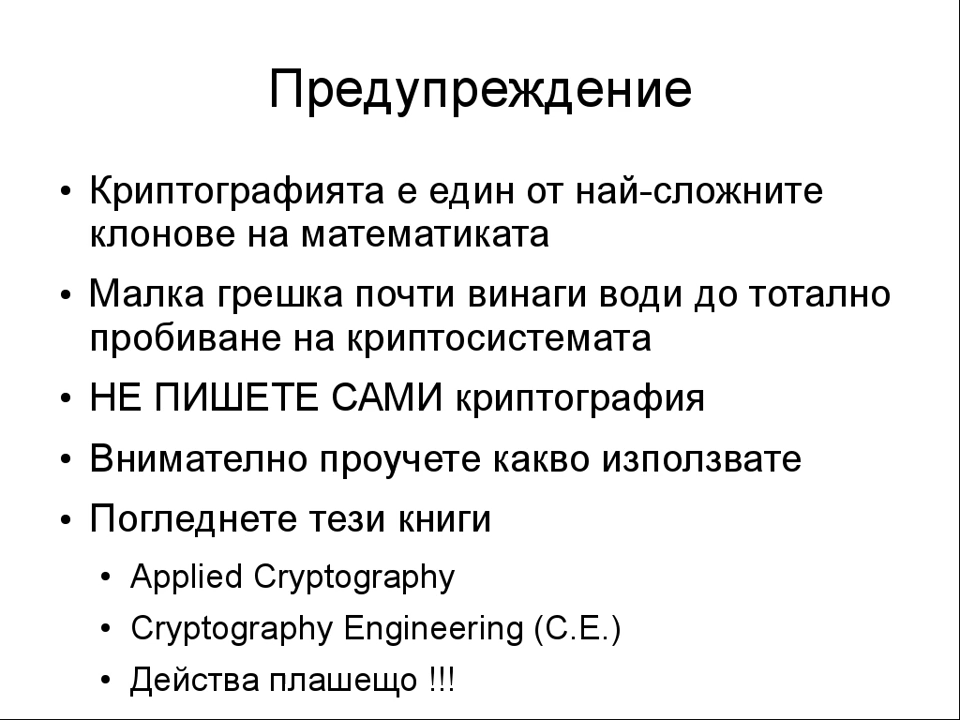 Предупреждение
• Криптографията е един от най-сложните
клонове на математиката
• Малка грешка почти винаги води до тотално
пробиване на криптосистемата
• НЕ ПИШЕТЕ САМИ криптография
• Внимателно проучете какво използвате
• Погледнете тези книги
• Applied Cryptography
• Cryptography Engineering (C.E.)
• Действа плашещо !!!